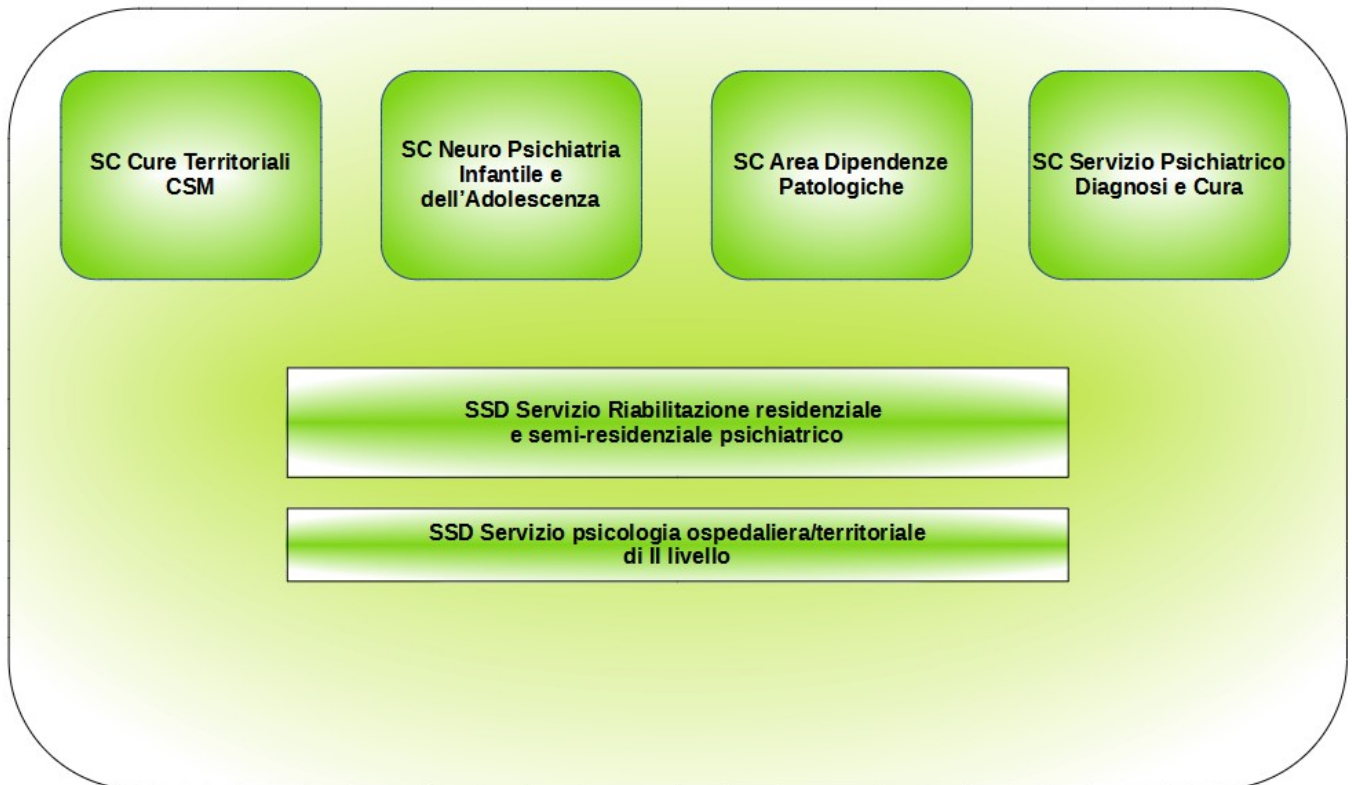 SC Cure Territoriali
CSM
SC Neuro Psichiatria
Infantile e
dell’Adolescenza
SC Area Dipendenze
Patologiche
SC Servizio Psichiatrico
Diagnosi e Cura
SSD Servizio Riabilitazione residenziale
e semi-residenziale psichiatrico
SSD Servizio psicologia ospedaliera/territoriale
di II livello